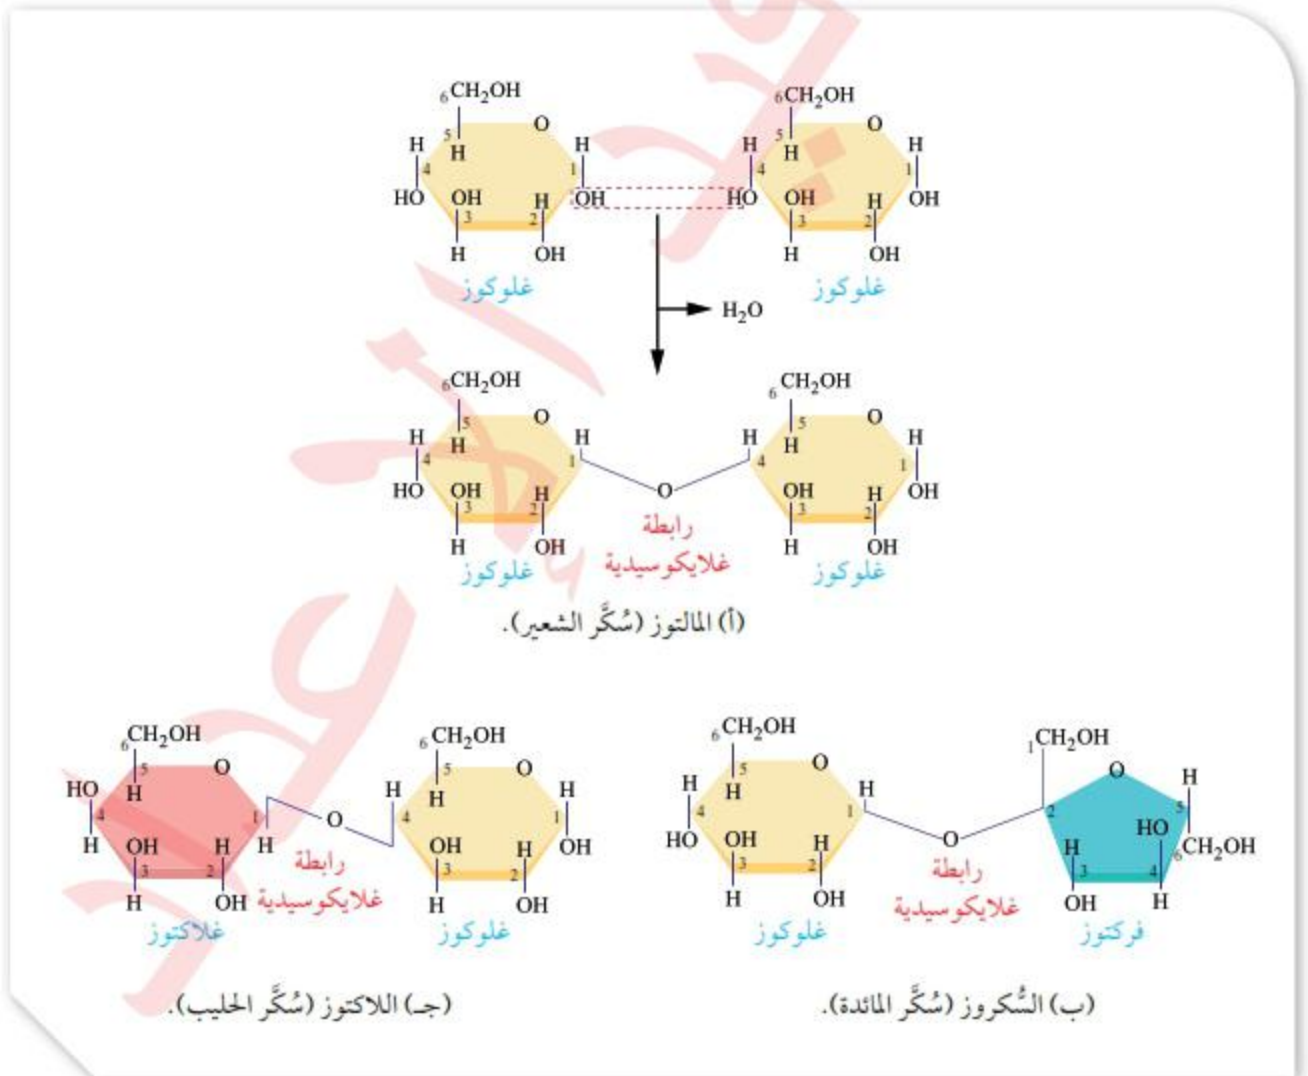 6CH2OH 6CH2OH
H 5 O H H 5 O H
4 H 1 4 H 1
HO OH H OH HO OH H OH
3 2 3 2
H OH H OH
غلوكوز غلوكوز
H2O
6CH2OH 6CH2OH
H 5 O H H 5 O H
4 H 1 4 H 1
HO OH H O OH H OH
3 2 3 2
H OH H OH
رابطة
غلايكوسيدية
غلوكوز غلوكوز
(أ) المالتوز (سُكَّر الشعير).
6CH2OH 1CH2OH
H 5 O H O H
4 H 1 2 5
HO OH H O H HO 6CH2OH
3 2 3 4
H OH OH H
رابطة
غلايكوسيدية
غلوكوز فركتوز
(ب) السُّكروز (سُكَّر المائدة).
6CH2OH 6CH2OH
HO 5 O H 5 O H
4 H 1 O 4 H 1
H OH H H OH H OH
3 2 3 2
H OH H OH
رابطة
غلايكوسيدية
غلاكتوز غلوكوز
(جـ) اللاكتوز (سُكَّر الحليب).